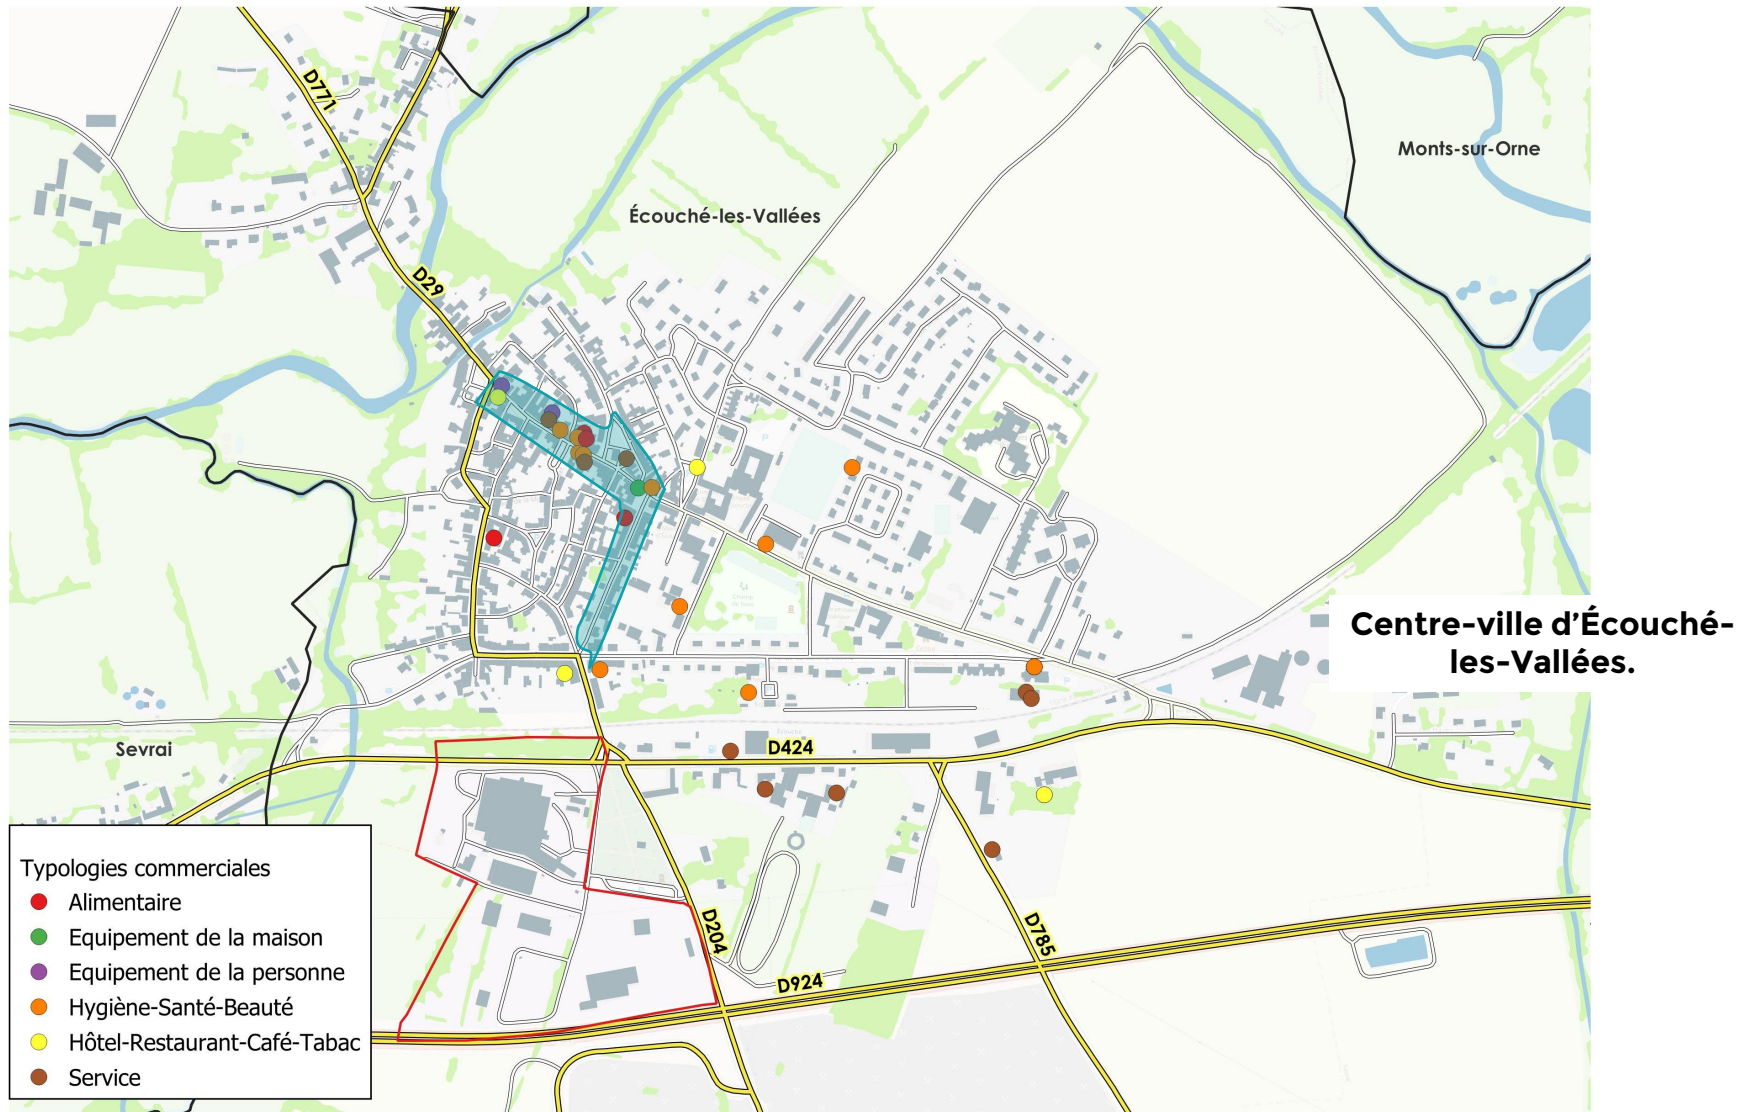 D771
Monts-sur-Orne
Écouché-les-Vallées
D29
Centre-ville d'Écouché-
les-Vallées.
Sevrai
D424
Typologies commerciales
Alimentaire
Equipement de la maison
Equipement de la personne
Hygiène-Santé-Beauté
Hôtel-Restaurant-Café-Tabac
Service
D204
D785
D924